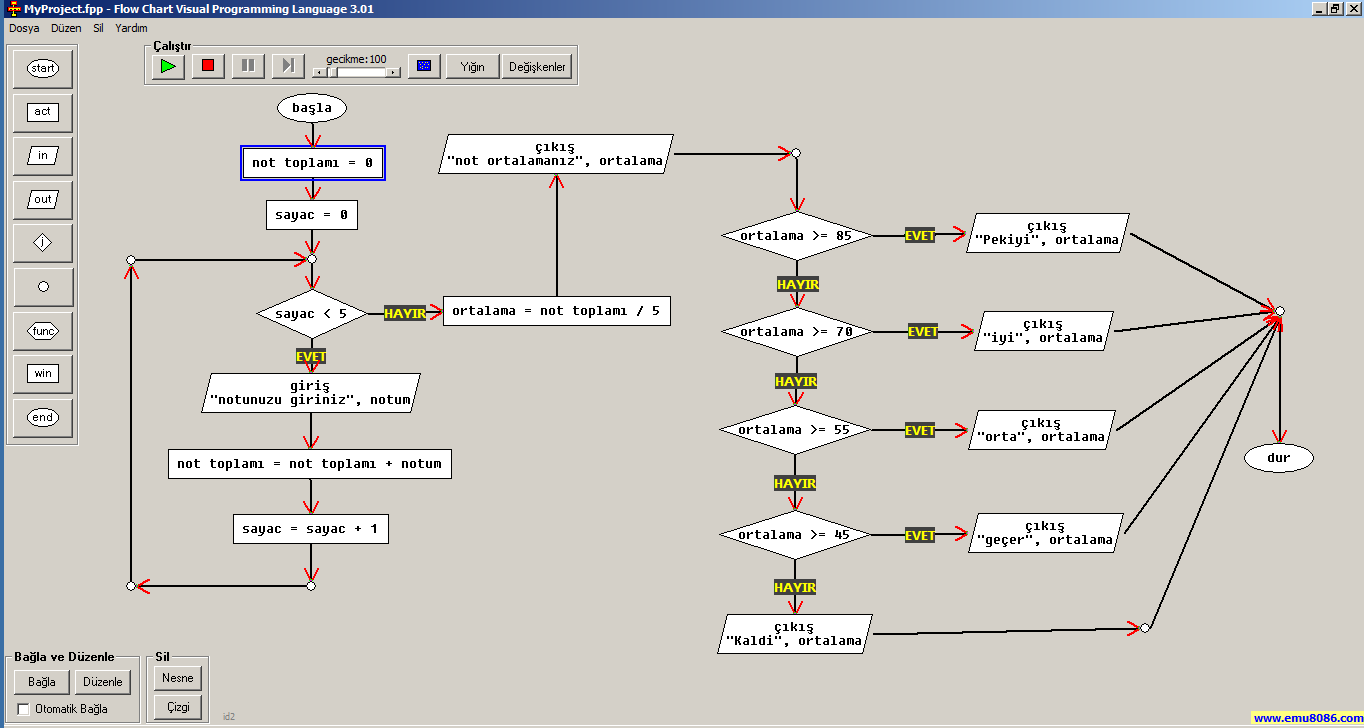 MyProject.fpp - Flow Chart Visual Programming Language 3.01
Dosya Düzen Sil Yardım
Çalıştır
gecikme:100
Yığın
Değişkenler
start
act
in
out
func
win
end
başla
not toplamı = 0
sayac = 0
sayac < 5
HAYIR
EVET
giriş
"notunuzu giriniz", notum
not toplamı = not toplamı + notum
sayac = sayac + 1
ortalama = not toplamı / 5
çıkış
"not ortalamanız", ortalama
ortalama >= 85
EVET
çıkış
"Pekiyi", ortalama
HAYIR
ortalama >= 70
EVET
çıkış
"iyi", ortalama
HAYIR
ortalama >= 55
EVET
çıkış
"orta", ortalama
HAYIR
ortalama >= 45
EVET
çıkış
"geçer", ortalama
HAYIR
çıkış
"Kaldi", ortalama
dur
Bağla ve Düzenle
Bağla
Düzenle
Otomatik Bağla
Sil
Nesne
Çizgi
id2
www.emu8086.com